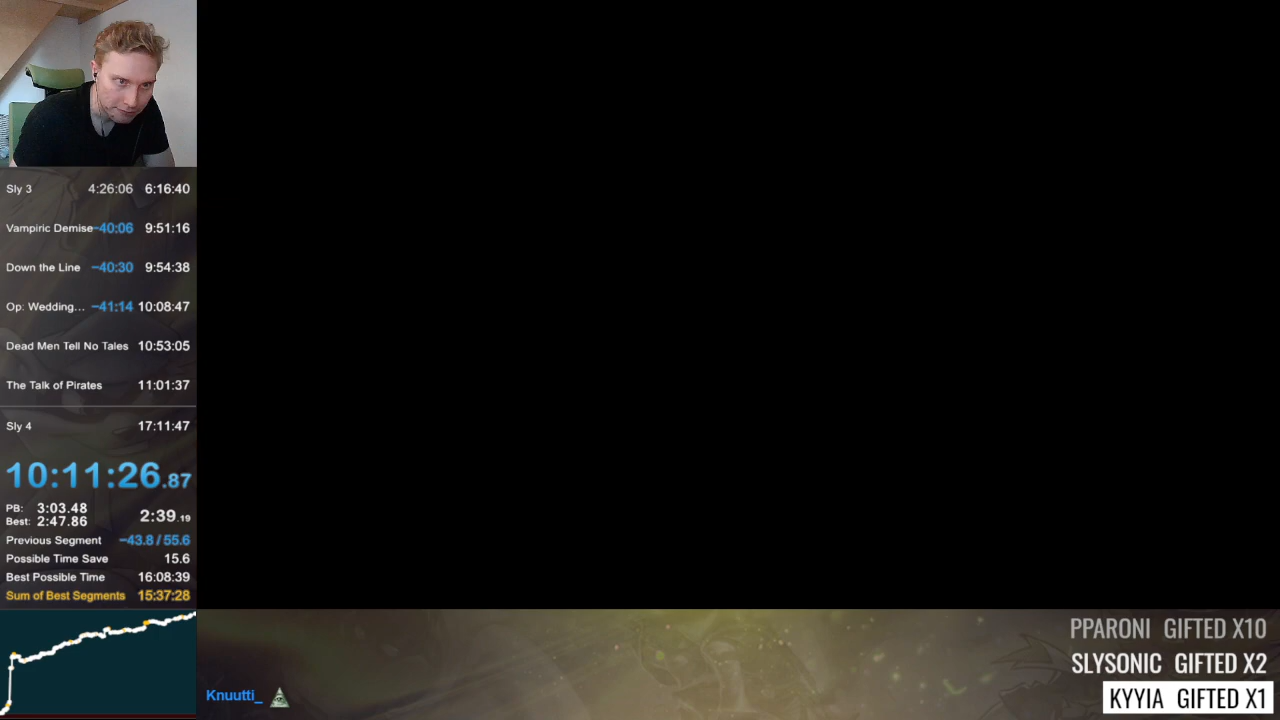 Sly 3 4:26:06 6:16:40
Vampiric Demise −40:06 9:51:16
Down the Line −40:30 9:54:38
Op: Wedding... −41:14 10:08:47
Dead Men Tell No Tales 10:53:05
The Talk of Pirates 11:01:37
Sly 4 17:11:47
10:11:26.87
PB: 3:03.48
Best: 2:47.86 2:39.19
Previous Segment −43.8 / 55.6
Possible Time Save 15.6
Best Possible Time 16:08:39
Sum of Best Segments 15:37:28
Knuutti_
PPARONI GIFTED X10
SLYSONIC GIFTED X2
KYYIA GIFTED X1